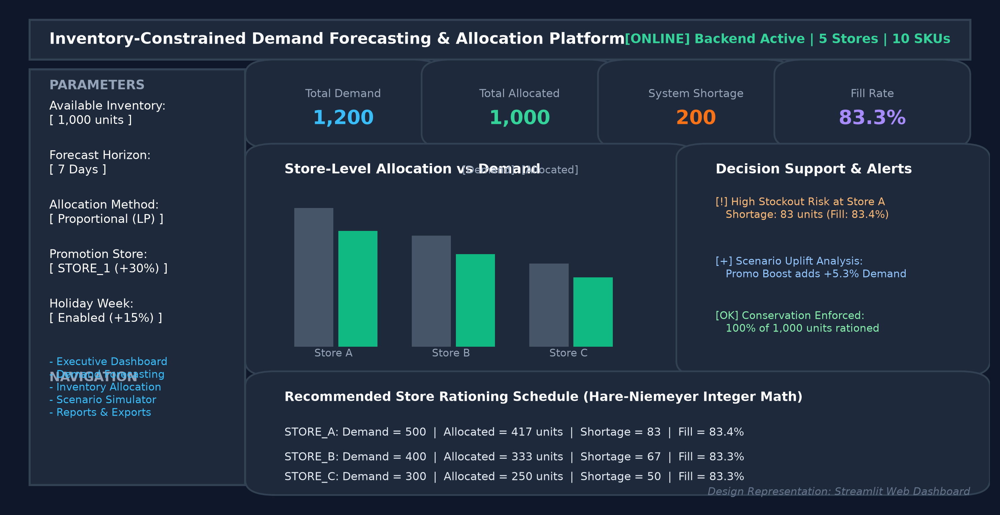 Inventory-Constrained Demand Forecasting & Allocation Platform
[ONLINE] Backend Active | 5 Stores | 10 SKUs
PARAMETERS
Available Inventory:
[ 1,000 units ]
Forecast Horizon:
[ 7 Days ]
Allocation Method:
[ Proportional (LP) ]
Promotion Store:
[ STORE_1 (+30%) ]
Holiday Week:
[ Enabled (+15%) ]
NAVIGATION
- Executive Dashboard
- Demand Forecasting
- Inventory Allocation
- Scenario Simulator
- Reports & Exports
Total Demand
1,200
Total Allocated
1,000
System Shortage
200
Fill Rate
83.3%
Store-Level Allocation vs Demand
[Demand] [Allocated]
Store A
Store B
Store C
Decision Support & Alerts
[!] High Stockout Risk at Store A
Shortage: 83 units (Fill: 83.4%)
[+] Scenario Uplift Analysis:
Promo Boost adds +5.3% Demand
[OK] Conservation Enforced:
100% of 1,000 units rationed
Recommended Store Rationing Schedule (Hare-Niemeyer Integer Math)
STORE_A: Demand = 500 | Allocated = 417 units | Shortage = 83 | Fill = 83.4%
STORE_B: Demand = 400 | Allocated = 333 units | Shortage = 67 | Fill = 83.3%
STORE_C: Demand = 300 | Allocated = 250 units | Shortage = 50 | Fill = 83.3%
Design Representation: Streamlit Web Dashboard